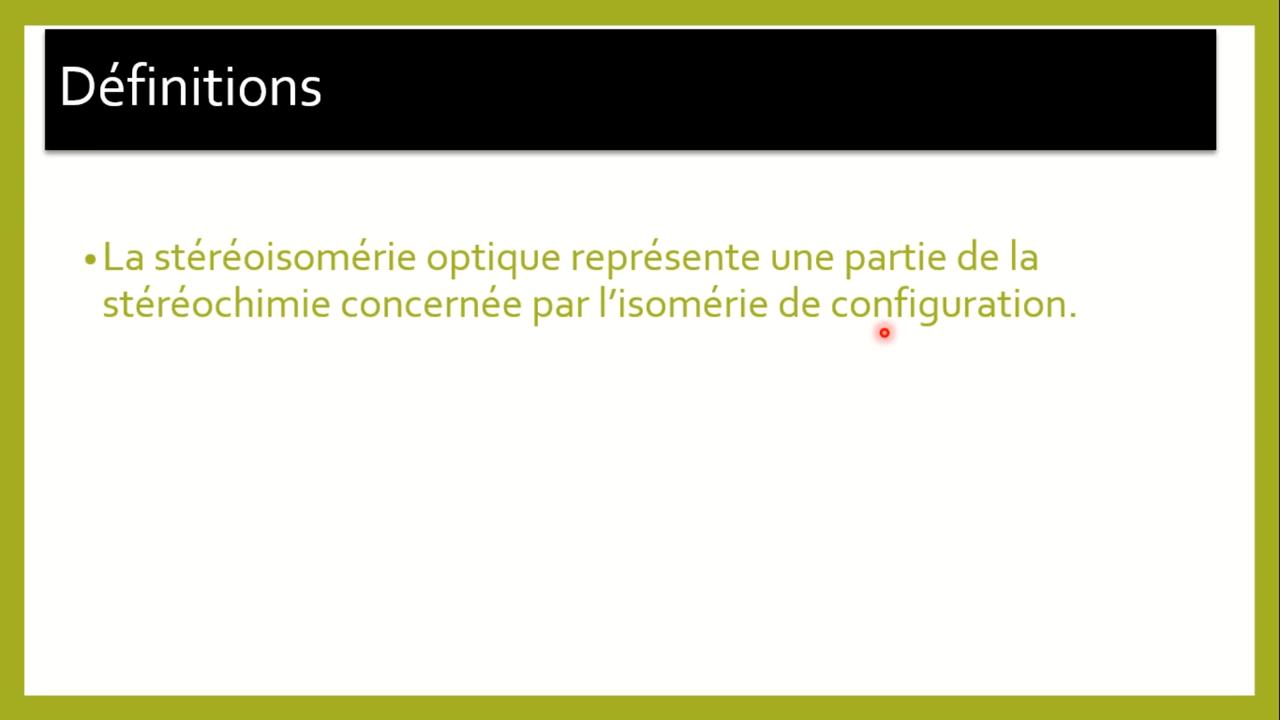 Définitions
•La stéréoisomérie optique représente une partie de la
stéréochimie concernée par l’isomérie de configuration.